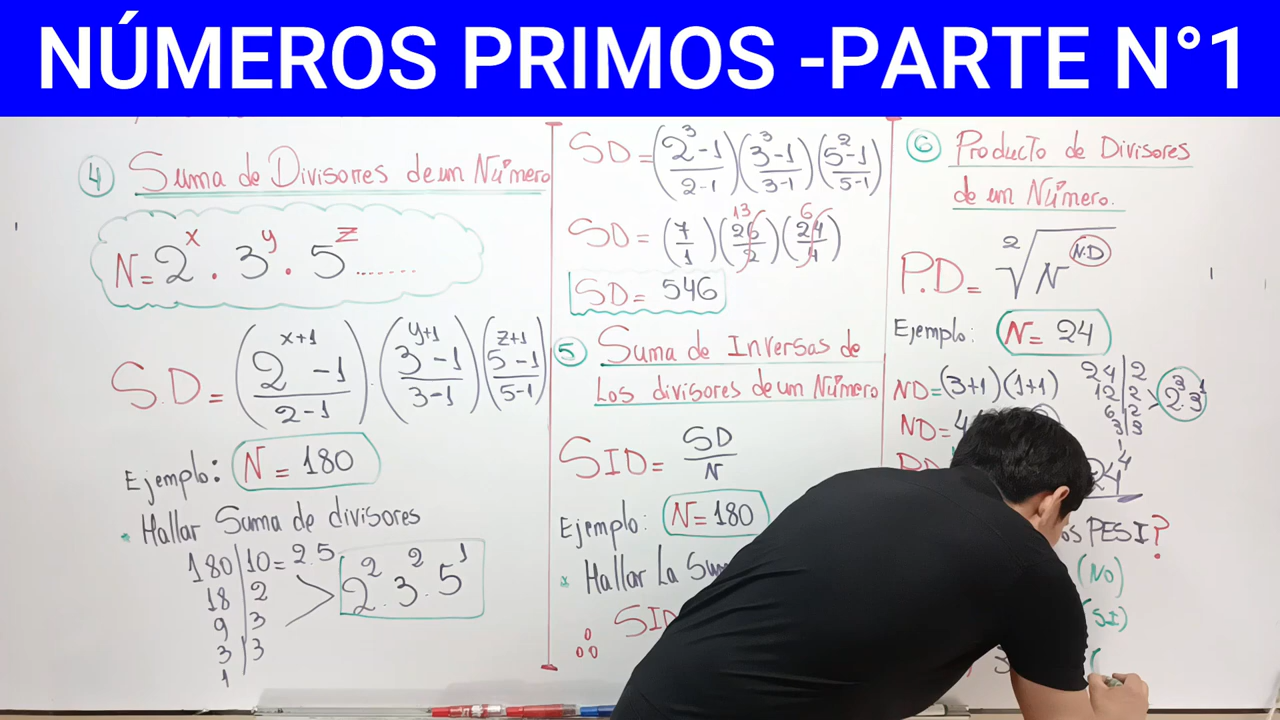 NÚMEROS PRIMOS -PARTE N°1
④ Suma de Divisores de un Número
N = 2^x . 3^y . 5^z .......
S.D = (2^(x+1) -1 / 2-1) . (3^(y+1) -1 / 3-1) (5^(z+1) -1 / 5-1)
Ejemplo: N = 180
• Hallar Suma de divisores
180 | 10 = 2.5
18 | 2
9 | 3
3 | 3
1
2^2 . 3^2 . 5^1
SD = (2^3 -1 / 2-1) (3^3 -1 / 3-1) (5^2 -1 / 5-1)
13 6
SD = (7/1) (26/2) (24/4)
SD = 546
⑤ Suma de Inversas de
Los divisores de un Número
SID = SD/N
Ejemplo: N = 180
Hallar La Sum
SID
⑥ Producto de Divisores
de un Número.
P.D = ²√N^(N.D)
Ejemplo: N = 24
ND = (3+1)(1+1)
ND = 4
24 | 2
12 | 2
6 | 2
3 | 3
1
2^3 . 3^1
24^4
os PESI?
(NO)
(SI)
(